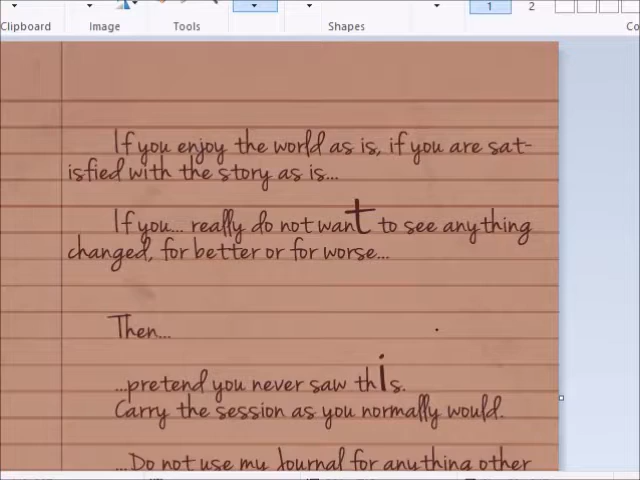 Clipboard Image Tools Shapes 1 2 Co
If you enjoy the world as is, if you are sat-
isfied with the story as is...
If you... really do not want to see anything
changed, for better or for worse...
Then...
...pretend you never saw this.
Carry the session as you normally would.
...Do not use my Journal for anything other